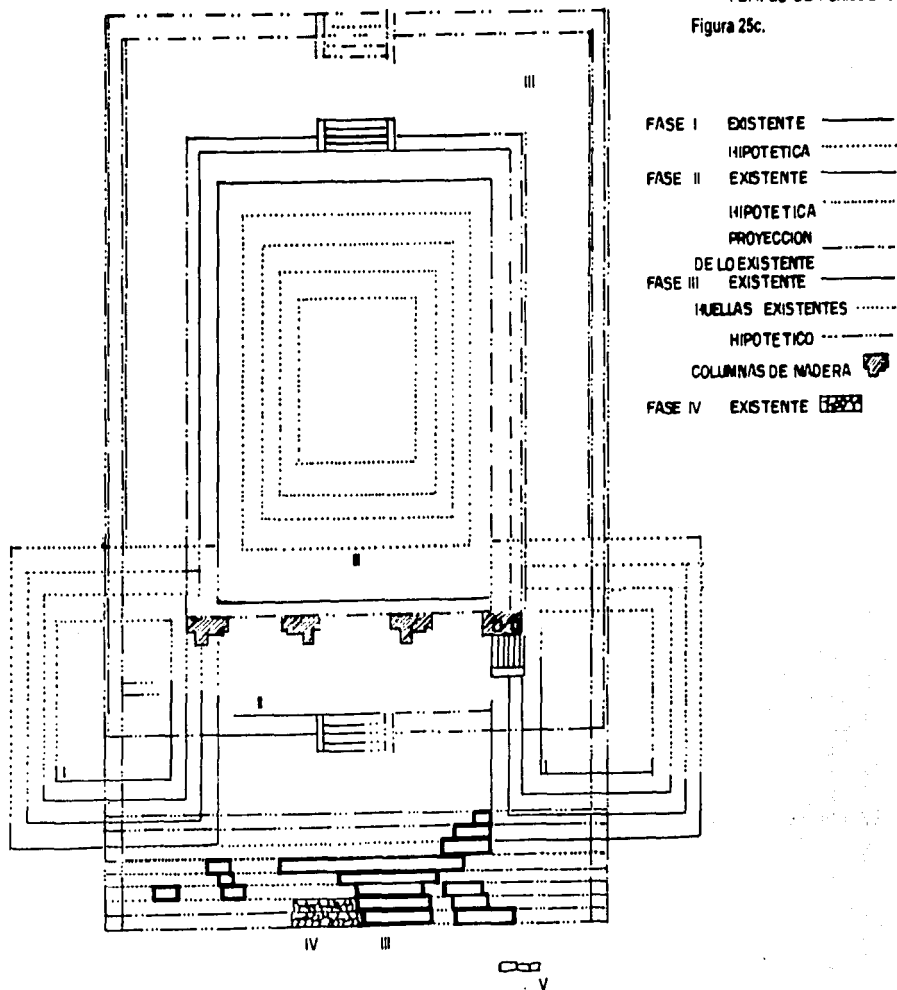 Figura 25c.
III
FASE I EXISTENTE
HIPOTETICA
FASE II EXISTENTE
HIPOTETICA
PROYECCION
DE LO EXISTENTE
FASE III EXISTENTE
HUELLAS EXISTENTES
HIPOTETICO
COLUMNAS DE MADERA
FASE IV EXISTENTE
II
I
I
I
IV III
V